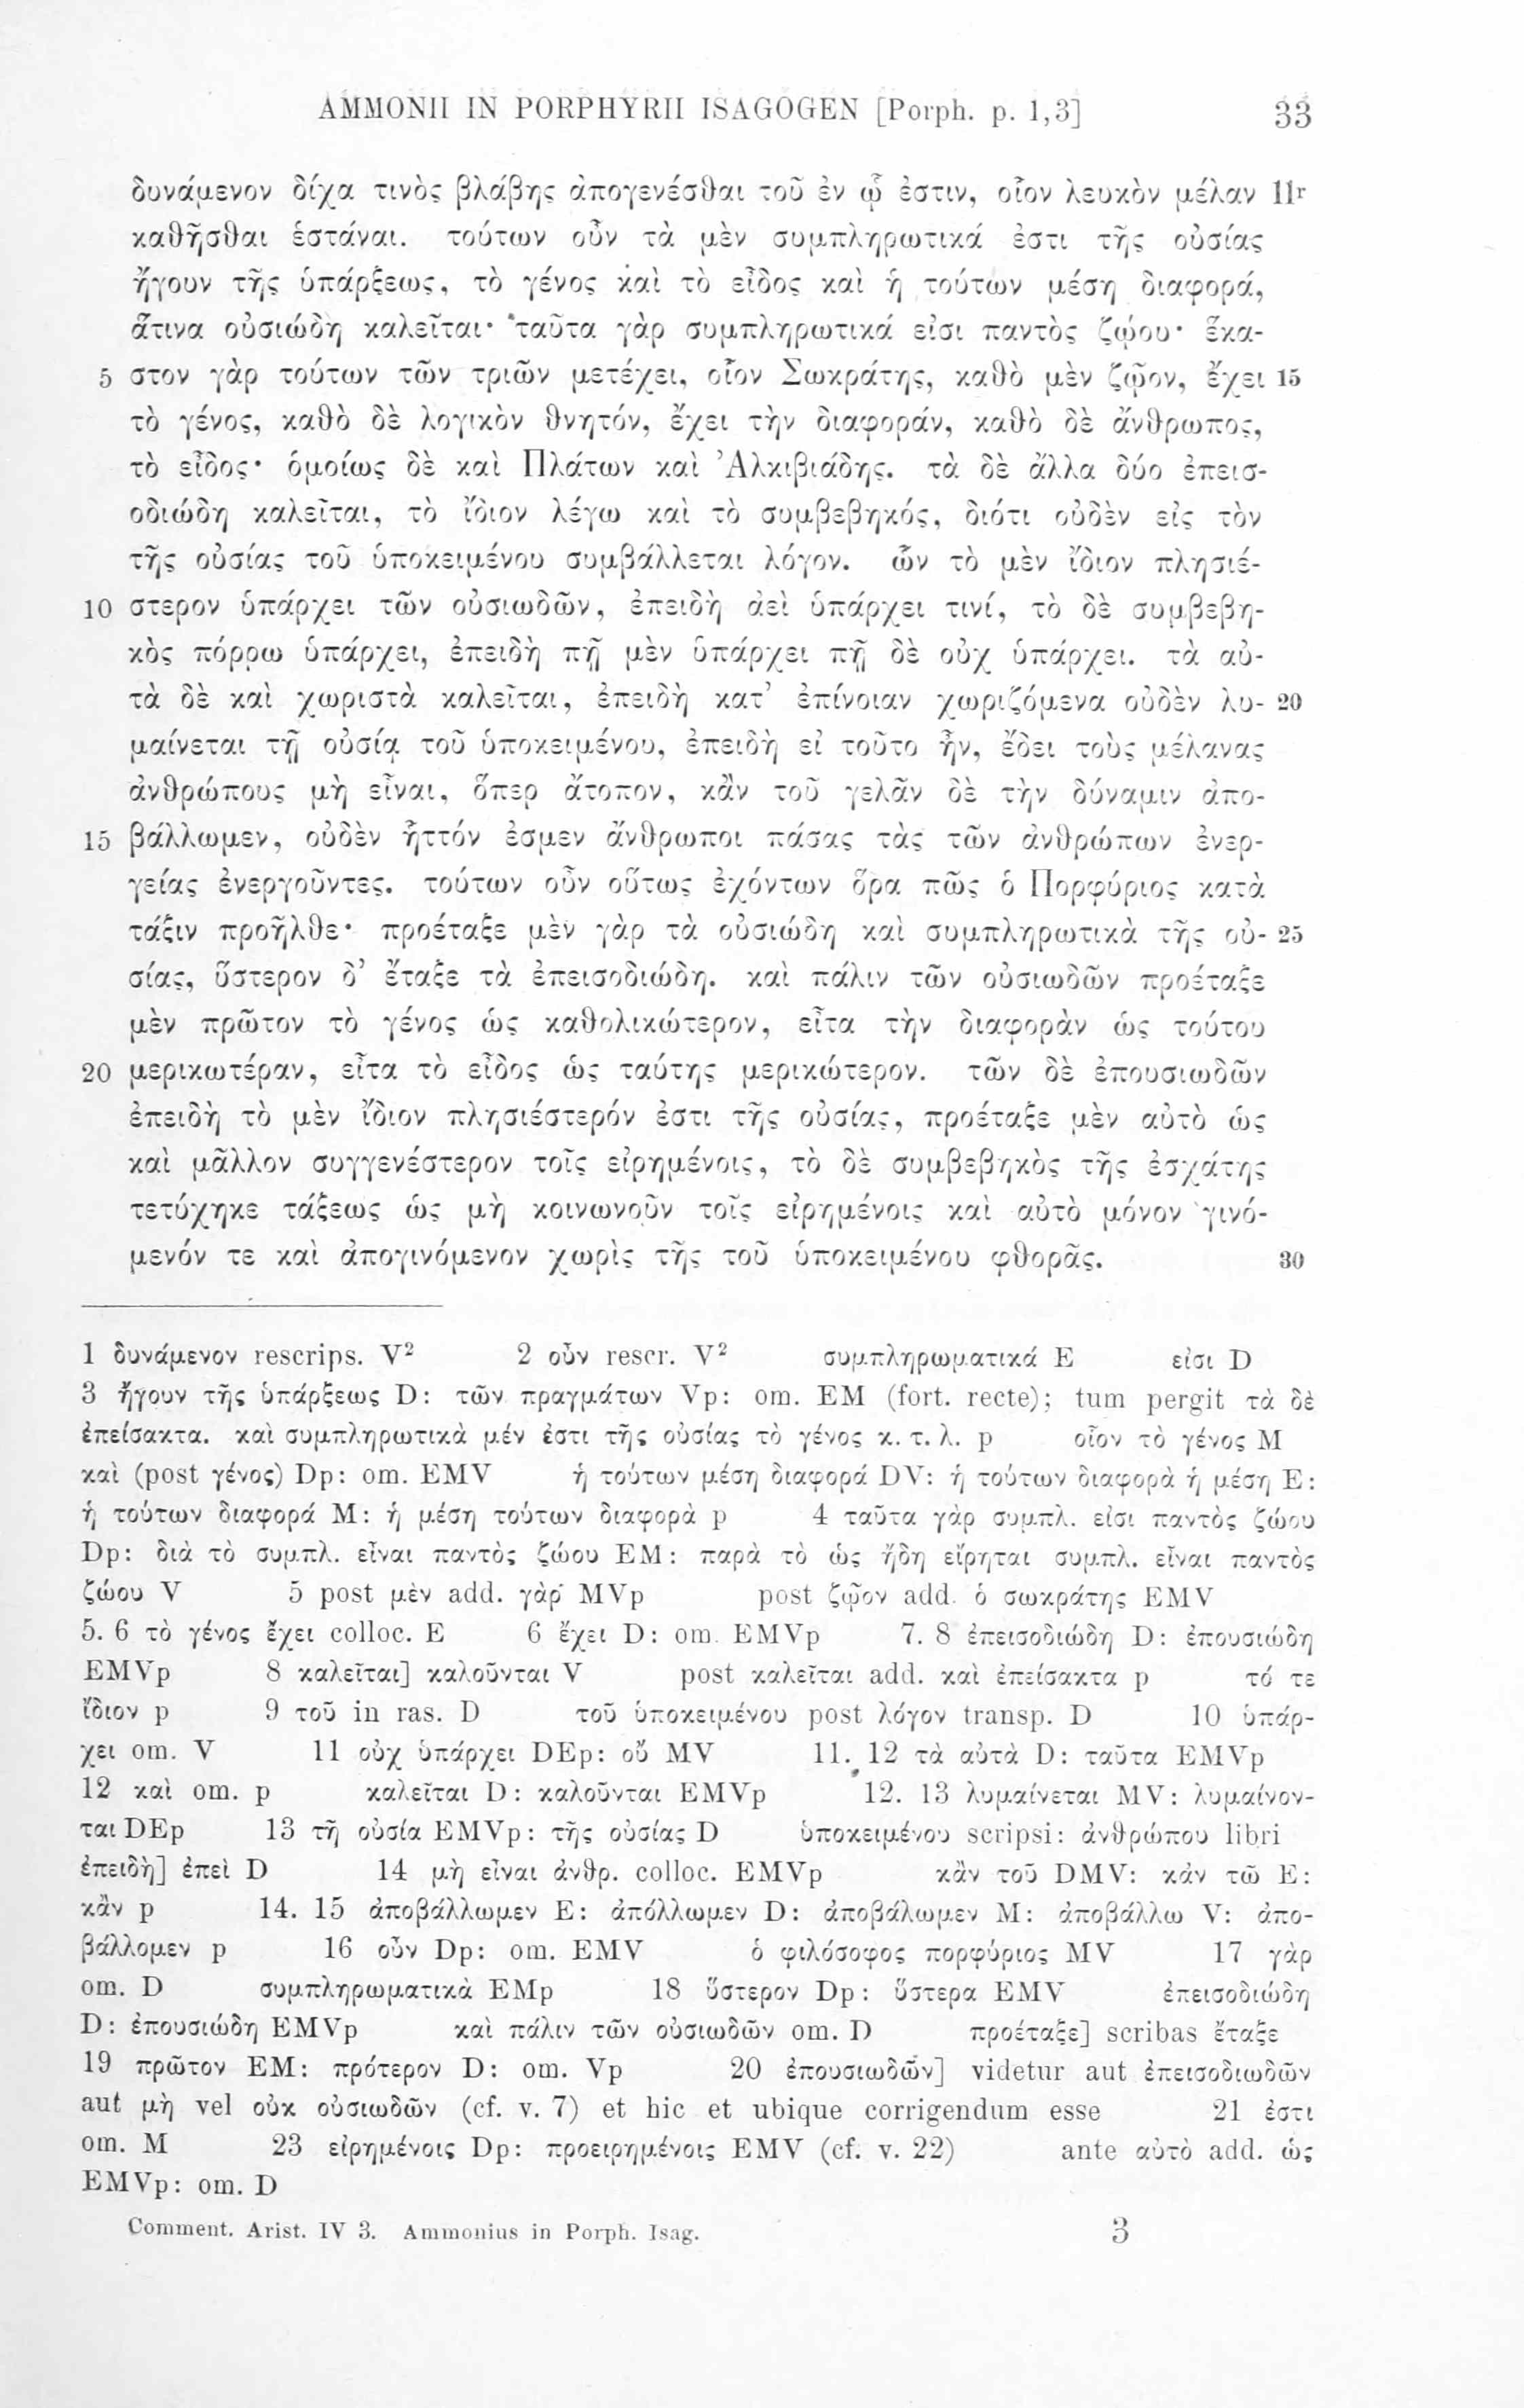 AMMONII IN PORPHYRII ISAGOGEN [Porph. p. 1,3] 33
δυνάμενον δίχα τινὸς βλάβης ἀπογενέσθαι τοῦ ἐν ᾧ ἐστιν, οἷον λευκὸν μέλαν 11r
καθῆσθαι ἑστάναι. τούτων οὖν τὰ μὲν συμπληρωτικά ἐστι τῆς οὐσίας
ἤγουν τῆς ὑπάρξεως, τὸ γένος καὶ τὸ εἶδος καὶ ἡ τούτων μέση διαφορά,
ἅτινα οὐσιώδη καλεῖται· ταῦτα γὰρ συμπληρωτικά εἰσι παντὸς ζῴου· ἕκα-
5 στον γὰρ τούτων τῶν τριῶν μετέχει, οἷον Σωκράτης, καθὸ μὲν ζῷον, ἔχει 15
τὸ γένος, καθὸ δὲ λογικὸν θνητόν, ἔχει τὴν διαφοράν, καθὸ δὲ ἄνθρωπος,
τὸ εἶδος· ὁμοίως δὲ καὶ Πλάτων καὶ Ἀλκιβιάδης. τὰ δὲ ἄλλα δύο ἐπεισ-
οδιώδη καλεῖται, τὸ ἴδιον λέγω καὶ τὸ συμβεβηκός, διότι οὐδὲν εἰς τὸν
τῆς οὐσίας τοῦ ὑποκειμένου συμβάλλεται λόγον. ὧν τὸ μὲν ἴδιον πλησιέ-
10 στερον ὑπάρχει τῶν οὐσιωδῶν, ἐπειδὴ ἀεὶ ὑπάρχει τινί, τὸ δὲ συμβεβη-
κὸς πόρρω ὑπάρχει, ἐπειδὴ πῇ μὲν ὑπάρχει πῇ δὲ οὐχ ὑπάρχει. τὰ αὐ-
τὰ δὲ καὶ χωριστὰ καλεῖται, ἐπειδὴ κατ’ ἐπίνοιαν χωριζόμενα οὐδὲν λυ- 20
μαίνεται τῇ οὐσίᾳ τοῦ ὑποκειμένου, ἐπειδὴ εἰ τοῦτο ἦν, ἔδει τοὺς μέλανας
ἀνθρώπους μὴ εἶναι, ὅπερ ἄτοπον, κἂν τοῦ γελᾶν δὲ τὴν δύναμιν ἀπο-
15 βάλλωμεν, οὐδὲν ἧττόν ἐσμεν ἄνθρωποι πάσας τὰς τῶν ἀνθρώπων ἐνερ-
γείας ἐνεργοῦντες. τούτων οὖν οὕτως ἐχόντων ὅρα πῶς ὁ Πορφύριος κατὰ
τάξιν προῆλθε· προέταξε μὲν γὰρ τὰ οὐσιώδη καὶ συμπληρωτικὰ τῆς οὐ- 25
σίας, ὕστερον δ’ ἔταξε τὰ ἐπεισοδιώδη. καὶ πάλιν τῶν οὐσιωδῶν προέταξε
μὲν πρῶτον τὸ γένος ὡς καθολικώτερον, εἶτα τὴν διαφορὰν ὡς τούτου
20 μερικωτέραν, εἶτα τὸ εἶδος ὡς ταύτης μερικώτερον. τῶν δὲ ἐπουσιωδῶν
ἐπειδὴ τὸ μὲν ἴδιον πλησιέστερόν ἐστι τῆς οὐσίας, προέταξε μὲν αὐτὸ ὡς
καὶ μᾶλλον συγγενέστερον τοῖς εἰρημένοις, τὸ δὲ συμβεβηκὸς τῆς ἐσχάτης
τετύχηκε τάξεως ὡς μὴ κοινωνοῦν τοῖς εἰρημένοις καὶ αὐτὸ μόνον γινό-
μενόν τε καὶ ἀπογινόμενον χωρὶς τῆς τοῦ ὑποκειμένου φθορᾶς. 30
1 δυνάμενον rescrips. V² 2 οὖν rescr. V² συμπληρωματικά E εἰσι D
3 ἤγουν τῆς ὑπάρξεως D: τῶν πραγμάτων Vp: om. EM (fort. recte); tum pergit τὰ δὲ
ἐπείσακτα. καὶ συμπληρωτικὰ μέν ἐστι τῆς οὐσίας τὸ γένος κ. τ. λ. p οἷον τὸ γένος M
καὶ (post γένος) Dp: om. EMV ἡ τούτων μέση διαφορά DV: ἡ τούτων διαφορὰ ἡ μέση E:
ἡ τούτων διαφορά M: ἡ μέση τούτων διαφορὰ p 4 ταῦτα γὰρ συμπλ. εἰσι παντὸς ζώου
Dp: διὰ τὸ συμπλ. εἶναι παντὸς ζώου EM: παρὰ τὸ ὡς ἤδη εἴρηται συμπλ. εἶναι παντὸς
ζώου V 5 post μὲν add. γὰρ MVp post ζῷον add. ὁ σωκράτης EMV
5. 6 τὸ γένος ἔχει colloc. E 6 ἔχει D: om. EMVp 7. 8 ἐπεισοδιώδη D: ἐπουσιώδη
EMVp 8 καλεῖται] καλοῦνται V post καλεῖται add. καὶ ἐπείσακτα p τό τε
ἴδιον p 9 τοῦ in ras. D τοῦ ὑποκειμένου post λόγον transp. D 10 ὑπάρ-
χει om. V 11 οὐχ ὑπάρχει DEp: οὔ MV 11. 12 τὰ αὐτὰ D: ταῦτα EMVp
12 καὶ om. p καλεῖται D: καλοῦνται EMVp 12. 13 λυμαίνεται MV: λυμαίνον-
ται DEp 13 τῆ οὐσία EMVp: τῆς οὐσίας D ὑποκειμένου scripsi: ἀνθρώπου libri
ἐπειδὴ] ἐπεὶ D 14 μὴ εἶναι ἀνθρ. colloc. EMVp κἂν τοῦ DMV: κἀν τῶ E:
κἂν p 14. 15 ἀποβάλλωμεν E: ἀπόλλωμεν D: ἀποβάλωμεν M: ἀποβάλλω V: ἀπο-
βάλλομεν p 16 οὖν Dp: om. EMV ὁ φιλόσοφος πορφύριος MV 17 γὰρ
om. D συμπληρωματικὰ EMp 18 ὕστερον Dp: ὕστερα EMV ἐπεισοδιώδη
D: ἐπουσιώδη EMVp καὶ πάλιν τῶν οὐσιωδῶν om. D προέταξε] scribas ἔταξε
19 πρῶτον EM: πρότερον D: om. Vp 20 ἐπουσιωδῶν] videtur aut ἐπεισοδιωδῶν
aut μὴ vel οὐκ οὐσιωδῶν (cf. v. 7) et hic et ubique corrigendum esse 21 ἐστι
om. M 23 εἰρημένοις Dp: προειρημένοις EMV (cf. v. 22) ante αὐτὸ add. ὡς
EMVp: om. D
Comment. Arist. IV 3. Ammonius in Porph. Isag. 3